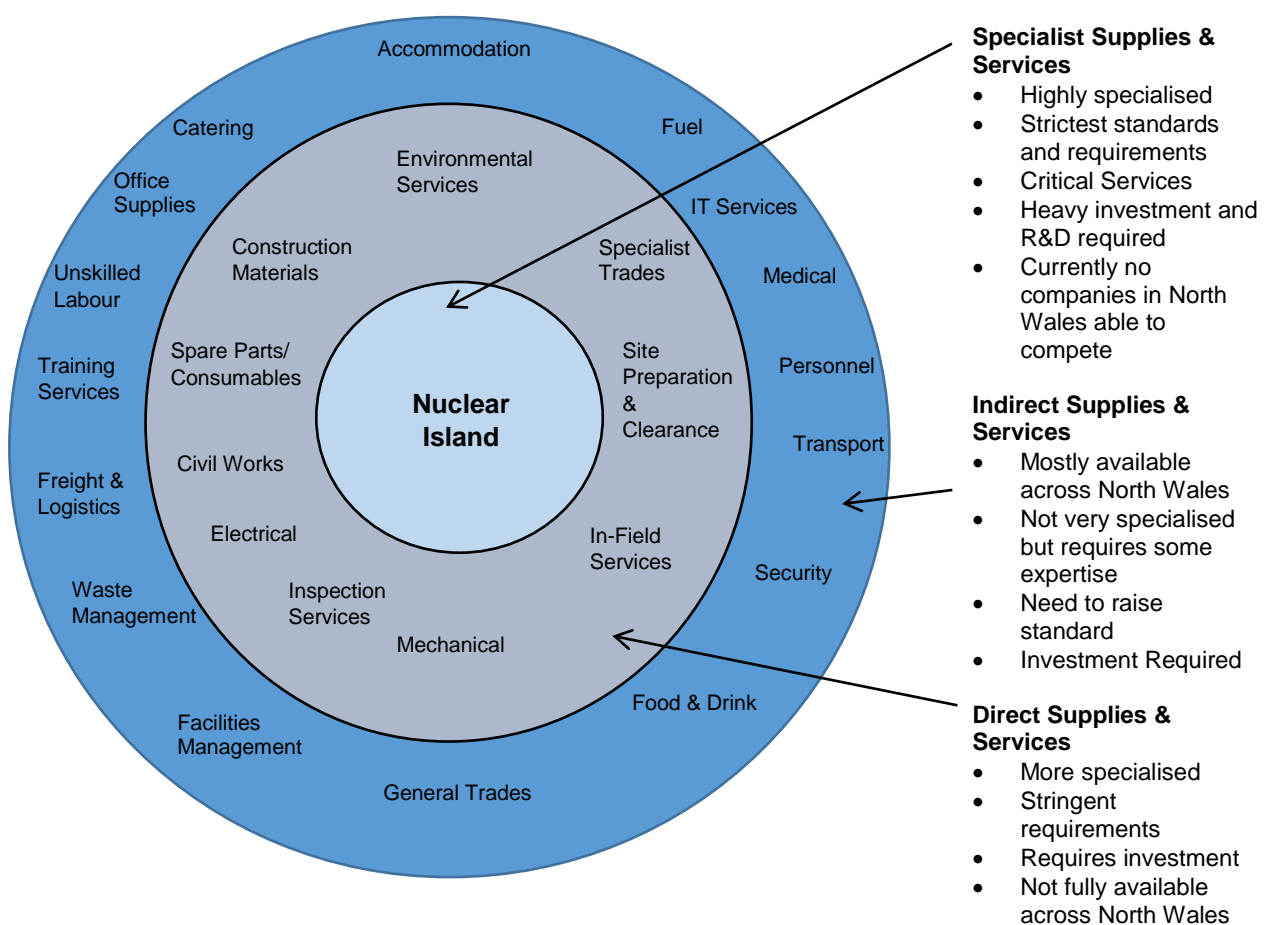 Accommodation
Catering
Fuel
Office
Supplies
IT Services
Unskilled
Labour
Medical
Training
Services
Personnel
Transport
Freight &
Logistics
Security
Waste
Management
Food & Drink
Facilities
Management
General Trades
Environmental
Services
Construction
Materials
Specialist
Trades
Spare Parts/
Consumables
Site
Preparation
&
Clearance
Civil Works
Electrical
In-Field
Services
Inspection
Services
Mechanical
Nuclear
Island
Specialist Supplies &
Services
• Highly specialised
• Strictest standards
and requirements
• Critical Services
• Heavy investment and
R&D required
• Currently no
companies in North
Wales able to
compete
Indirect Supplies &
Services
• Mostly available
across North Wales
• Not very specialised
but requires some
expertise
• Need to raise
standard
• Investment Required
Direct Supplies &
Services
• More specialised
• Stringent
requirements
• Requires investment
• Not fully available
across North Wales